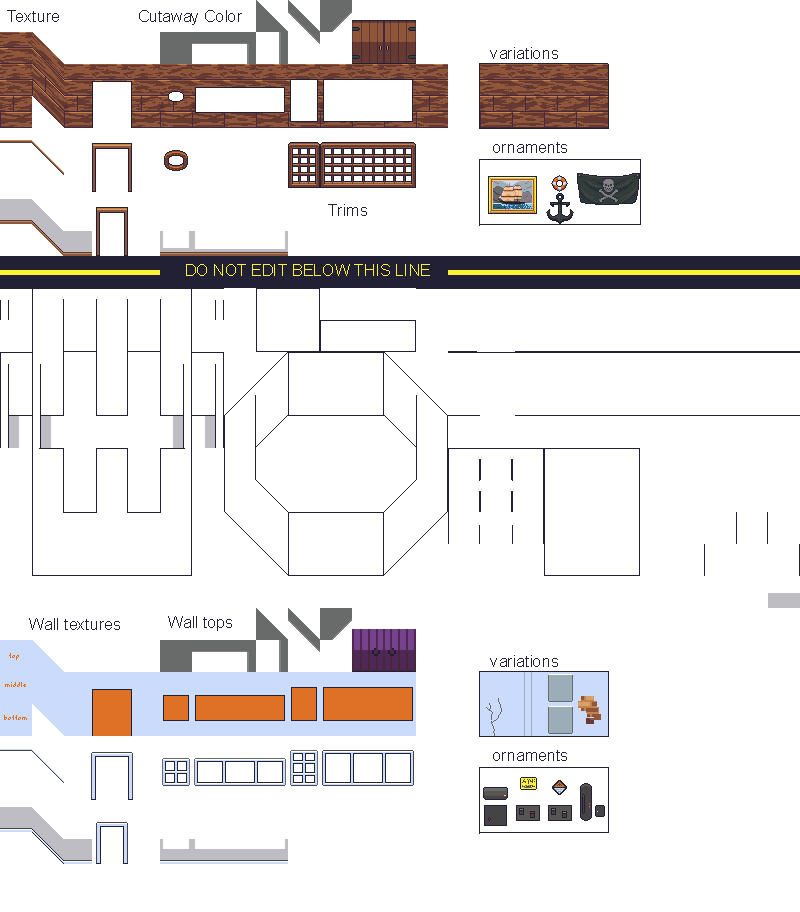 Texture
Cutaway Color
variations
ornaments
Trims
DO NOT EDIT BELOW THIS LINE
Wall textures
Wall tops
top
middle
bottom
variations
ornaments